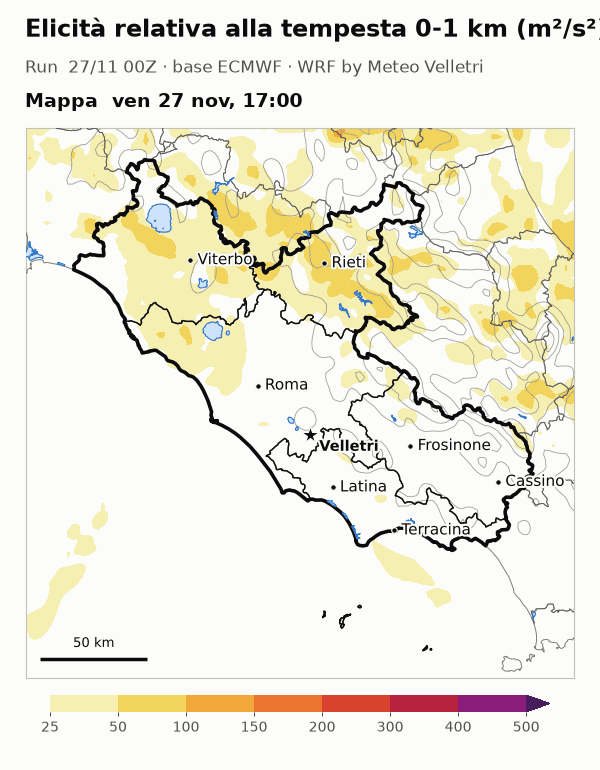 Elicità relativa alla tempesta 0-1 km (m²/s²)
Run 27/11 00Z · base ECMWF · WRF by Meteo Velletri
Mappa ven 27 nov, 17:00
Viterbo
Rieti
Roma
Velletri
Frosinone
Latina
Cassino
Terracina
50 km
25 50 100 150 200 300 400 500